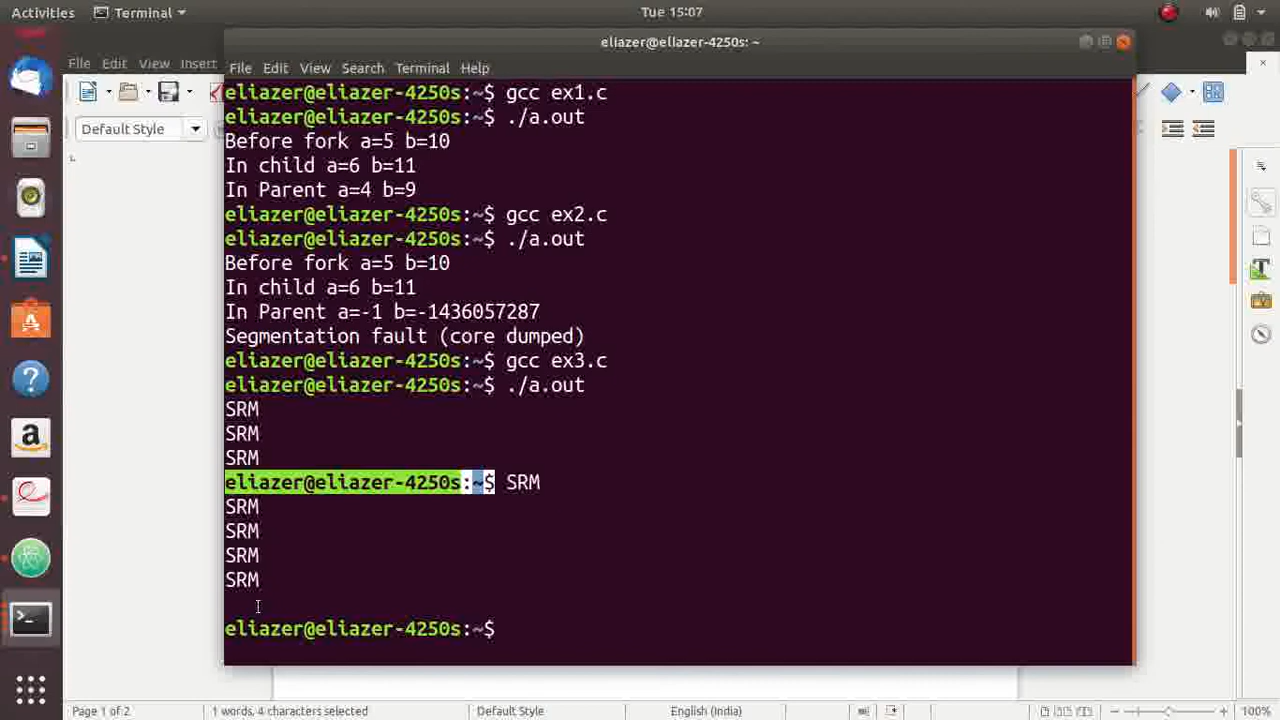 Activities Terminal Tue 15:07
eliazer@eliazer-4250s: ~
File Edit View Insert
File Edit View Search Terminal Help
Default Style
eliazer@eliazer-4250s:~$ gcc ex1.c
eliazer@eliazer-4250s:~$ ./a.out
Before fork a=5 b=10
In child a=6 b=11
In Parent a=4 b=9
eliazer@eliazer-4250s:~$ gcc ex2.c
eliazer@eliazer-4250s:~$ ./a.out
Before fork a=5 b=10
In child a=6 b=11
In Parent a=-1 b=-1436057287
Segmentation fault (core dumped)
eliazer@eliazer-4250s:~$ gcc ex3.c
eliazer@eliazer-4250s:~$ ./a.out
SRM
SRM
SRM
eliazer@eliazer-4250s:~$ SRM
SRM
SRM
SRM
SRM
eliazer@eliazer-4250s:~$
Page 1 of 2 1 words, 4 characters selected Default Style English (India) 100%